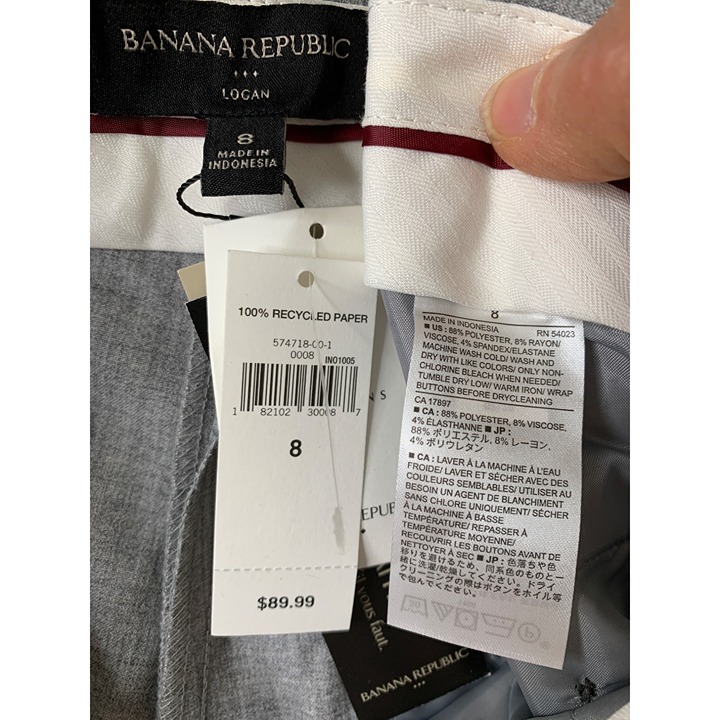 BANANA REPUBLIC
LOGAN
8
MADE IN
INDONESIA
100% RECYCLED PAPER
574718-00-1
0008
IN01005
1 82102 30008 7
8
$89.99
8
MADE IN INDONESIA
RN 54023
■ US : 88% POLYESTER, 8% RAYON/
VISCOSE, 4% SPANDEX/ELASTANE
MACHINE WASH COLD/ WASH AND
DRY WITH LIKE COLORS/ ONLY NON-
CHLORINE BLEACH WHEN NEEDED/
TUMBLE DRY LOW/ WARM IRON/ WRAP
BUTTONS BEFORE DRYCLEANING
CA 17897
■ CA : 88% POLYESTER, 8% VISCOSE,
4% ÉLASTHANNE ■ JP :
88% ポリエステル, 8% レーヨン,
4% ポリウレタン
■ CA : LAVER À LA MACHINE À L'EAU
FROIDE/ LAVER ET SÉCHER AVEC DES
COULEURS SEMBLABLES/ UTILISER AU
BESOIN UN AGENT DE BLANCHIMENT
SANS CHLORE UNIQUEMENT/ SÉCHER
À LA MACHINE À BASSE
TEMPÉRATURE/ REPASSER À
TEMPÉRATURE MOYENNE/
RECOUVRIR LES BOUTONS AVANT DE
NETTOYER À SEC ■ JP : 色落ちや色
移りを避けるため、同系色のものと一
緒に洗濯/乾燥してください。ドライ
クリーニングの際はボタンをホイル等
で包んでください。
N S
EPU
vous faut.
BANANA REPUBLIC